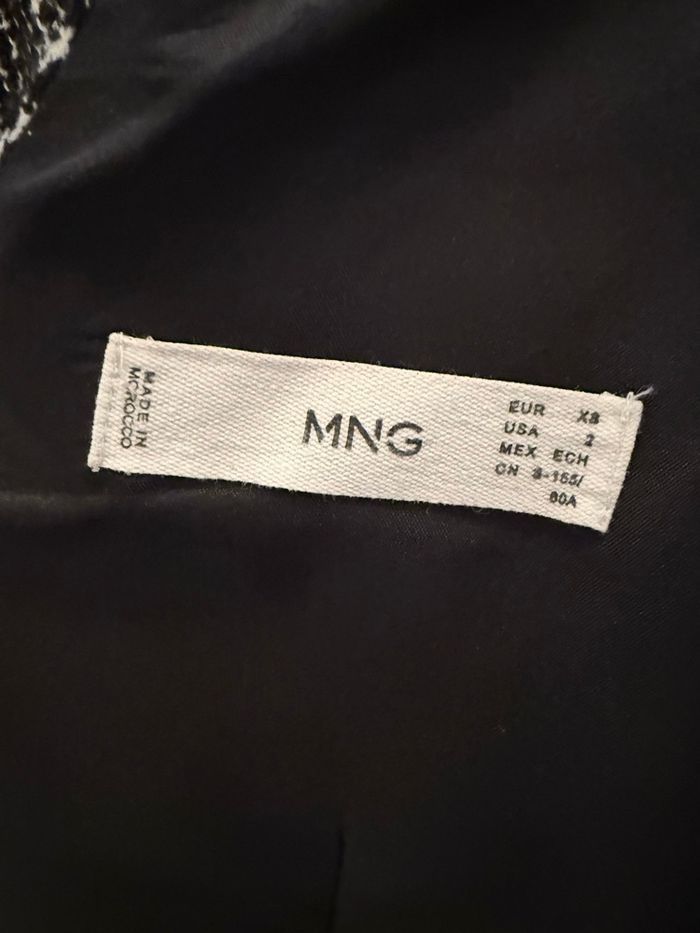 MADE IN
MOROCCO
MNG
EUR XS
USA 2
MEX ECH
CN S-155/
80A